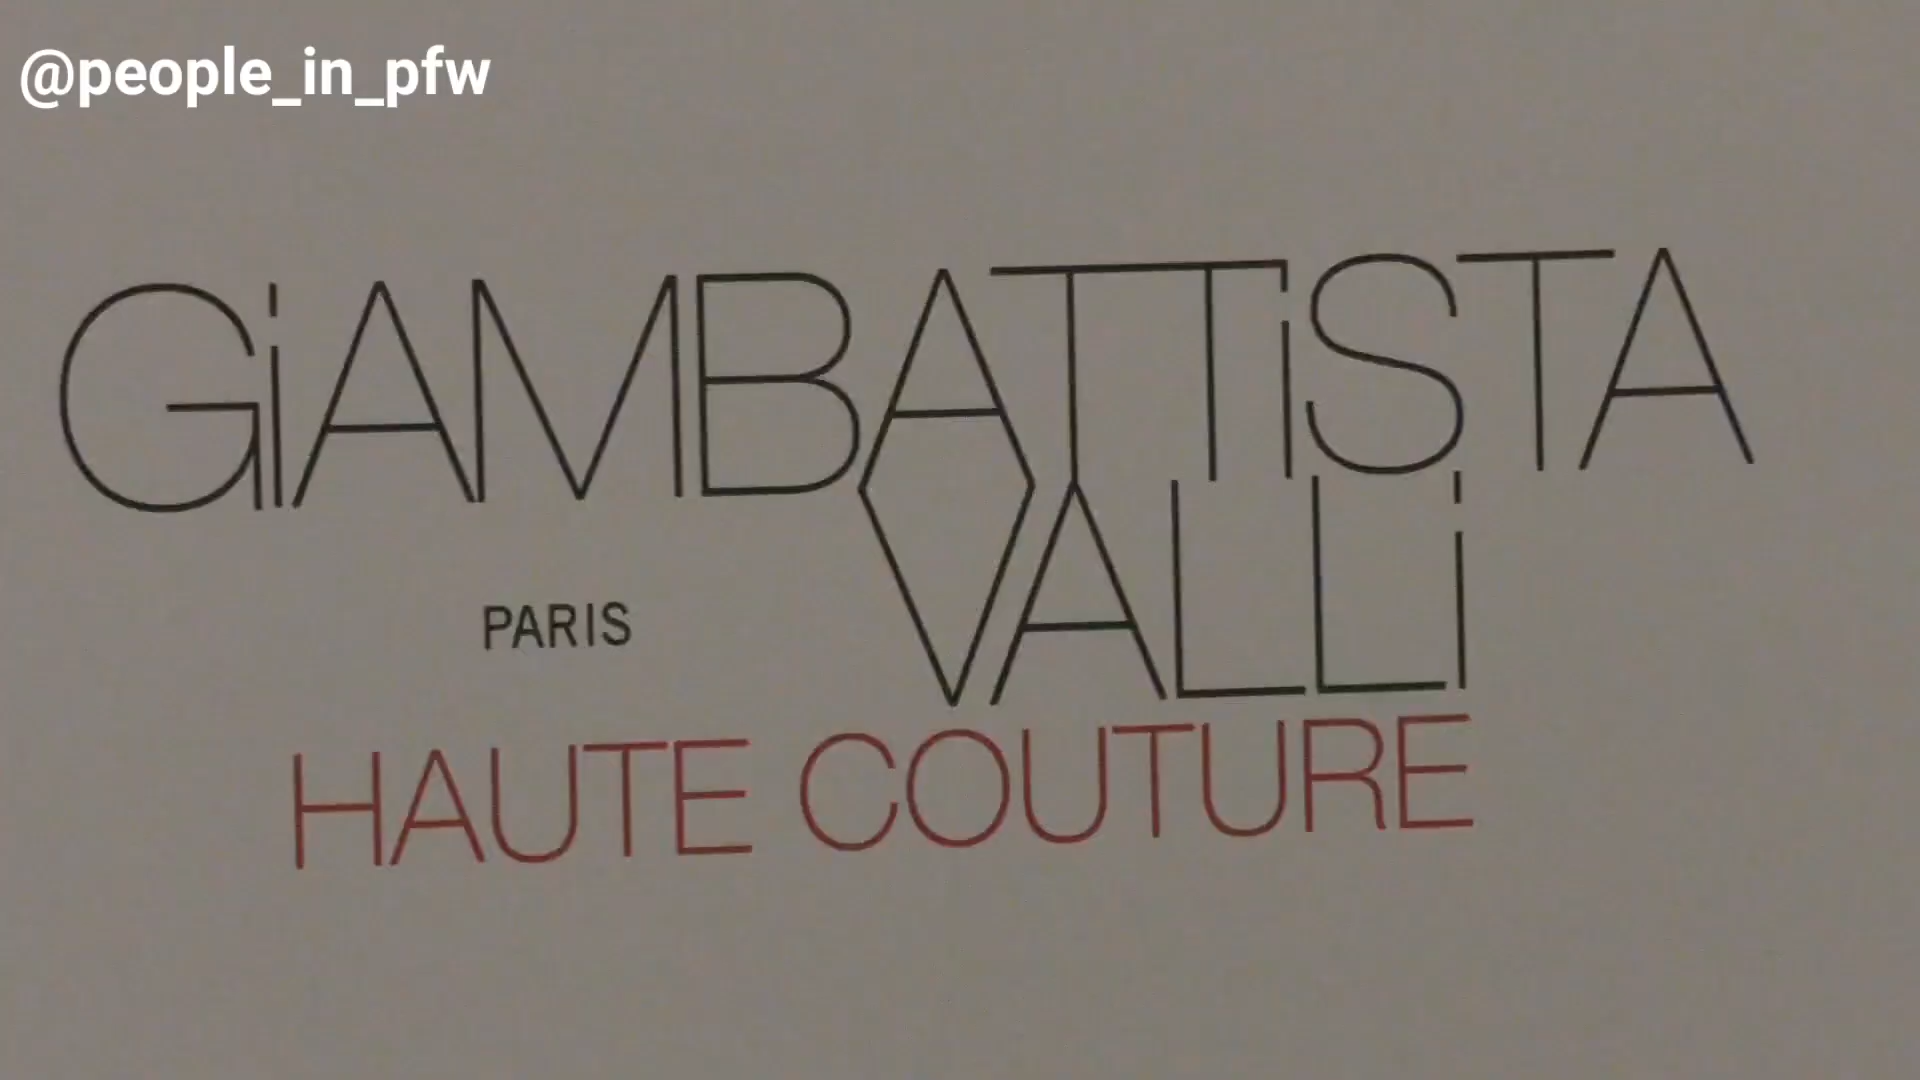 @people_in_pfw
GiAMBATTiSTA
VALLi
PARIS
HAUTE COUTURE